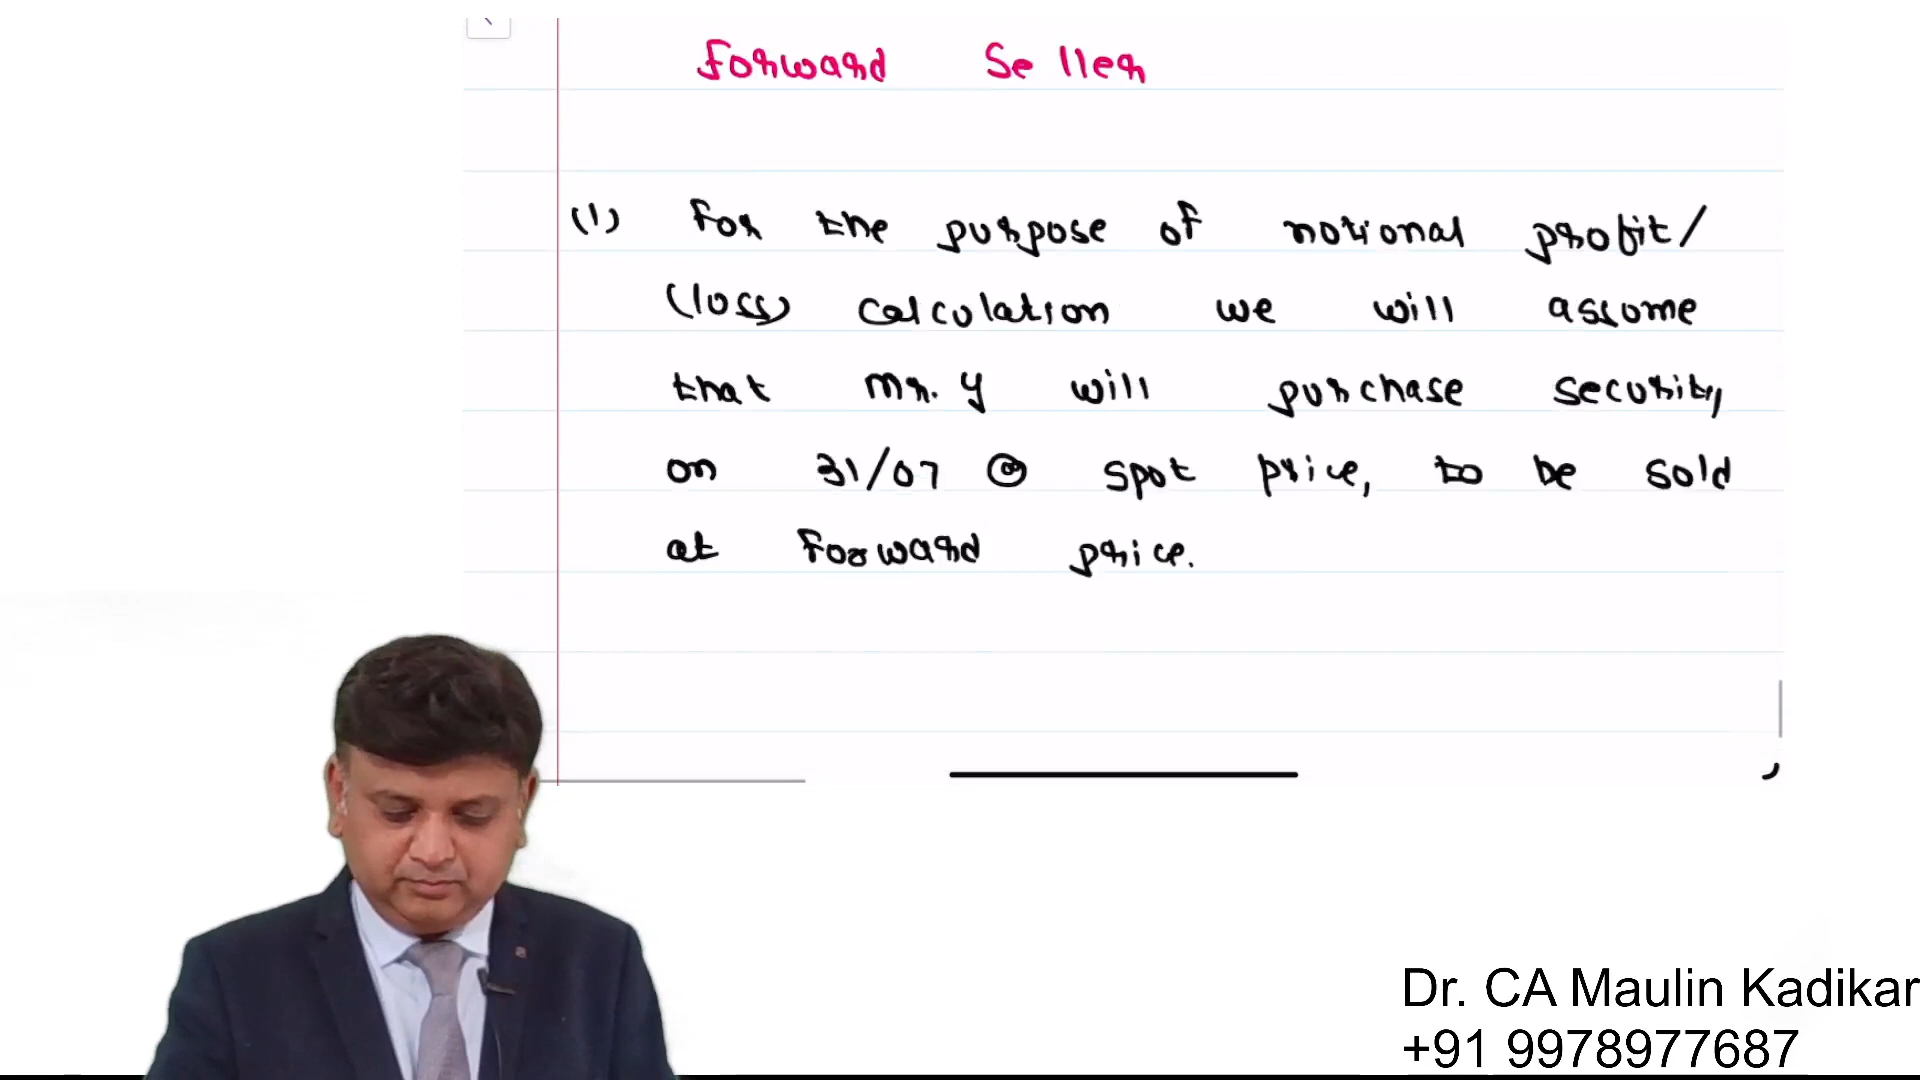 Forward Seller
(1) For the purpose of notional profit/
(loss) calculation we will assume
that Mr. Y will purchase security,
on 31/07 @ spot price, to be sold
at Forward price.
Dr. CA Maulin Kadikar
+91 9978977687